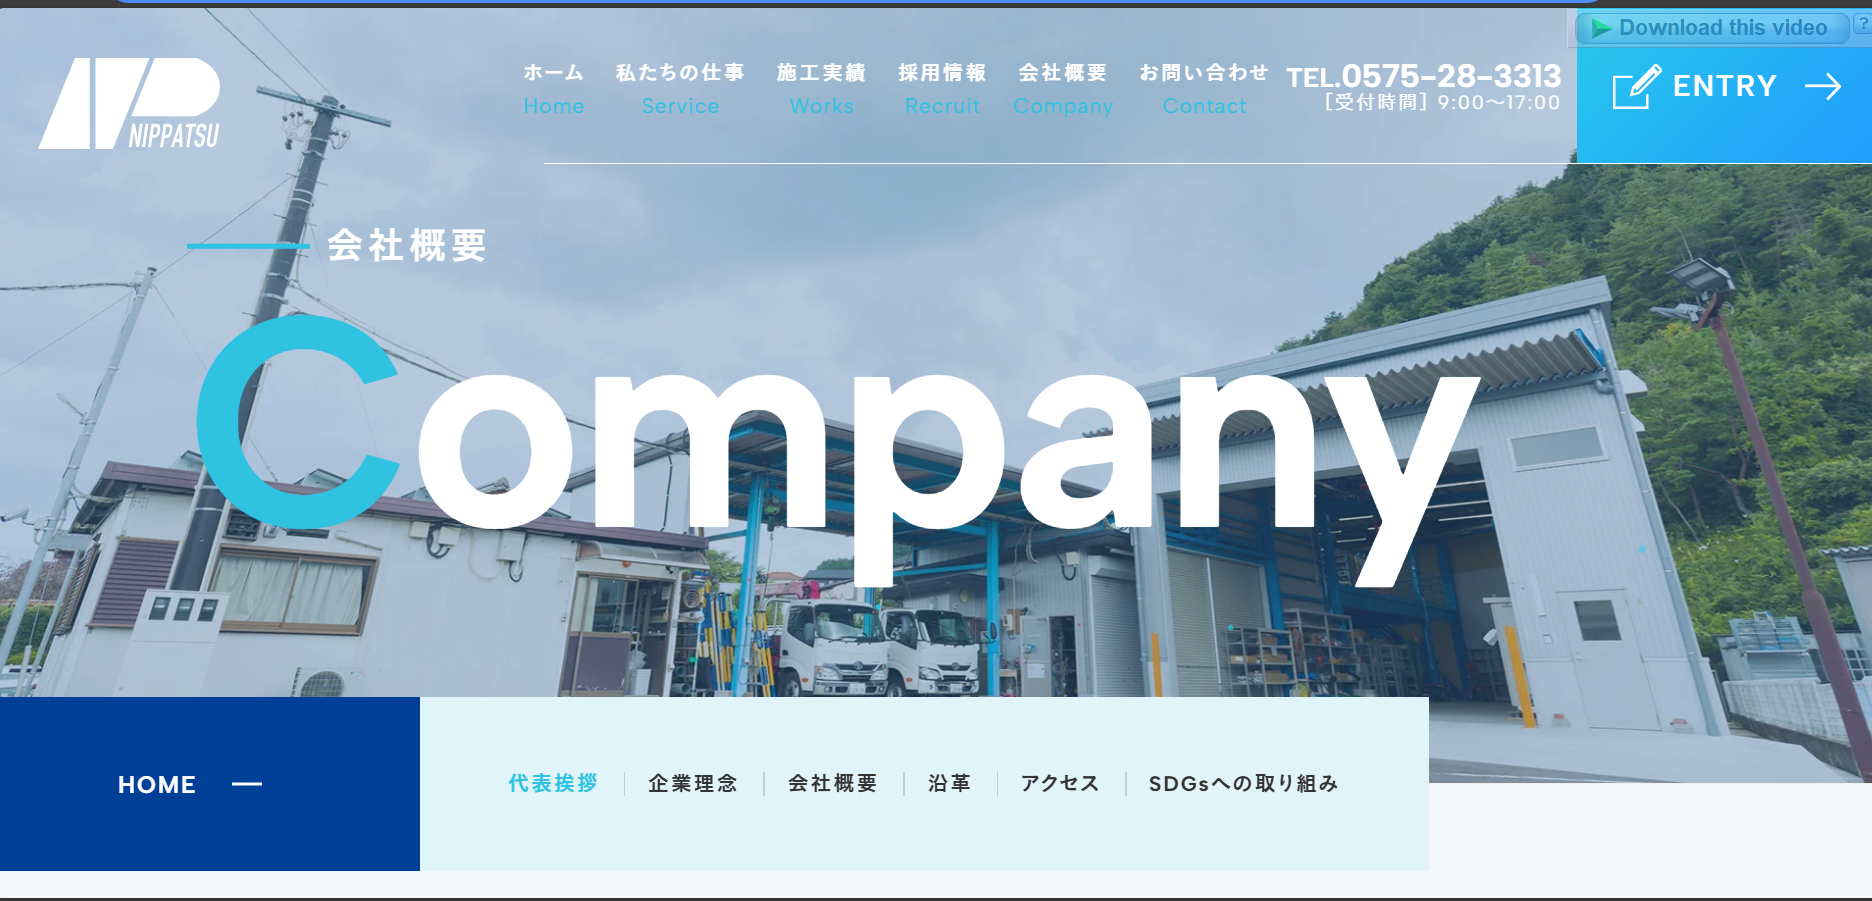 Download this video
?
NIPPATSU
ホーム
Home
私たちの仕事
Service
施工実績
Works
採用情報
Recruit
会社概要
Company
お問い合わせ
Contact
TEL.0575-28-3313
［受付時間］ 9:00〜17:00
ENTRY
会社概要
Company
HOME
代表挨拶
企業理念
会社概要
沿革
アクセス
SDGsへの取り組み